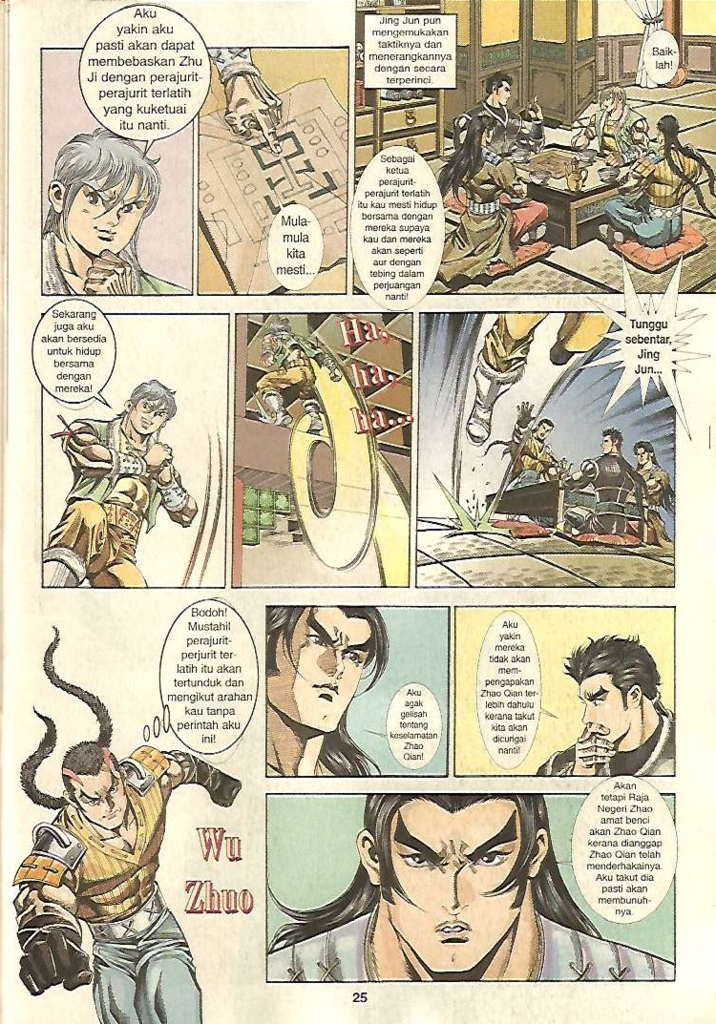 Aku
yakin aku
pasti akan dapat
membebaskan Zhu
Ji dengan perajurit-
perajurit terlatih
yang kuketuai
itu nanti.
Mula-
mula kita
mesti...
Jing Jun pun
mengemukakan
taktiknya dan
menerangkannya
dengan secara
terperinci.
Baik-
lah!
Sebagai
ketua
perajurit-
perajurit terlatih
itu kau mesti hidup
bersama dengan
mereka supaya
kau dan mereka
akan seperti
aur dengan
tebing dalam
perjuangan
nanti!
Sekarang
juga aku
akan bersedia
untuk hidup
dengan
mereka!
Ha,
ha,
ha...
Tunggu
sebentar,
Jing
Jun...
Bodoh!
Mustahil
perajurit-
perjurit ter-
latih itu akan
tertunduk dan
mengikut arahan
kau tanpa
perintah aku
ini!
Wu
Zhuo
Aku
agak
gelisah
tentang
keselamatan
Zhao
Qian!
Aku
yakin
mereka
tidak akan
mem-
pengapakan
Zhao Qian ter-
lebih dahulu
kerana takut
kita akan
dicurigai
nanti!
Akan
tetapi Raja
Negeri Zhao
amat benci
akan Zhao Qian
kerana dianggap
Zhao Qian telah
menderhakainya.
Aku takut dia
pasti akan
membunuh-
nya.
25